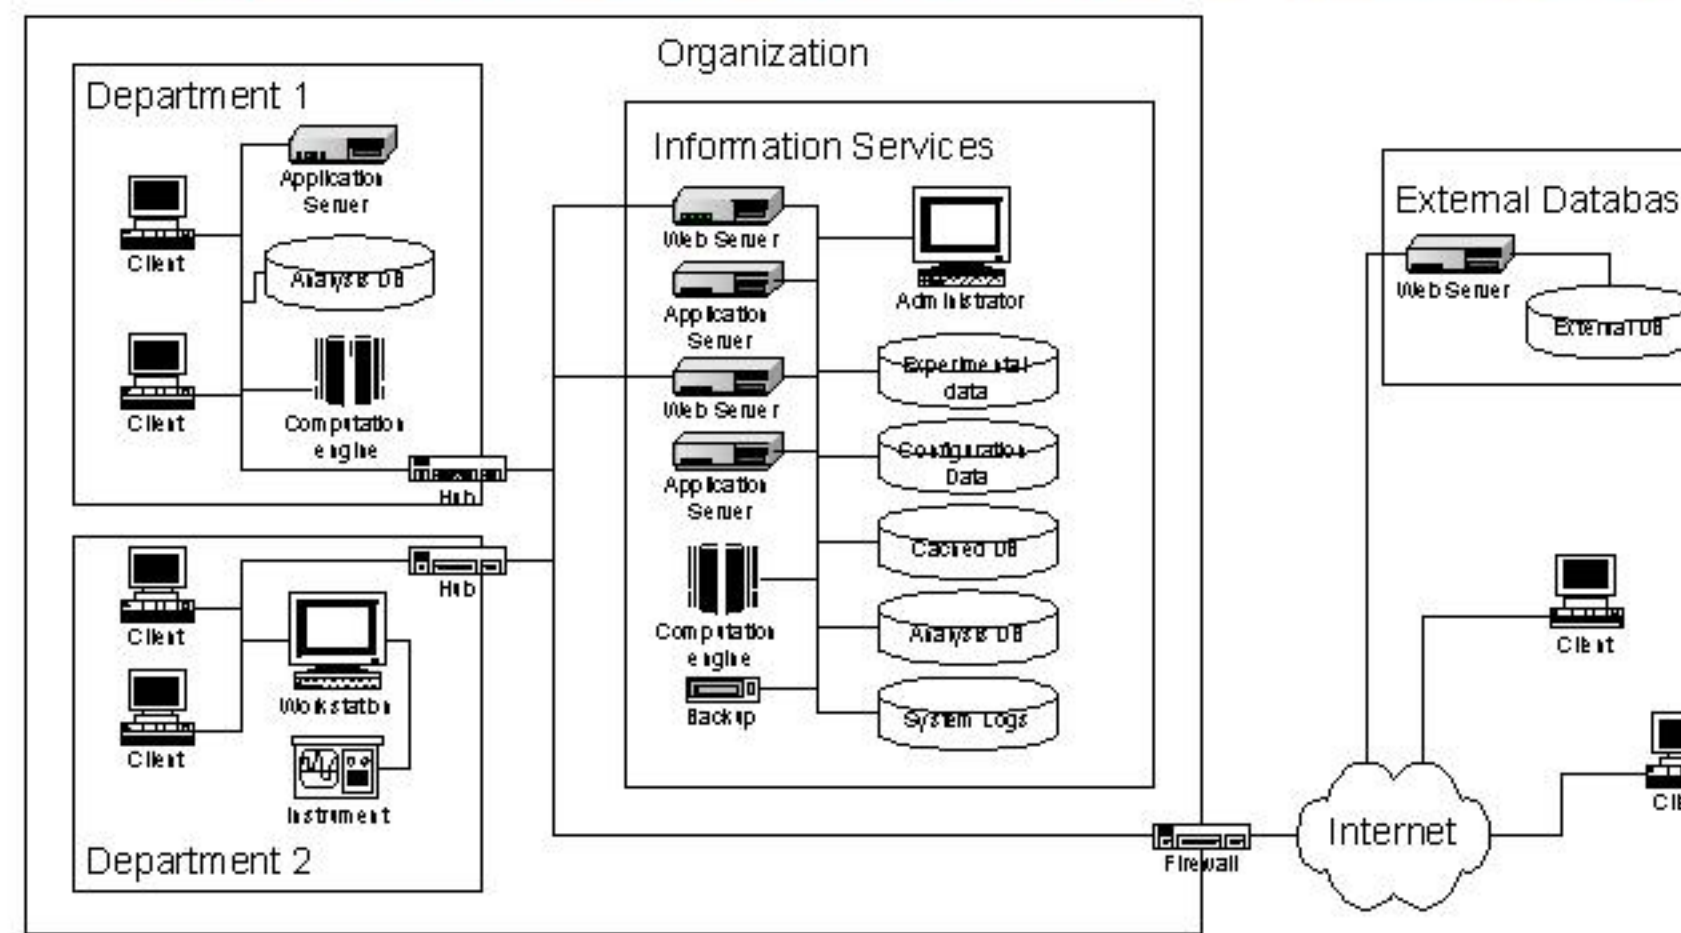 Organization
Department 1
Application
Server
Client
Analysis DB
Client
Computation
engine
Hub
Client
Hub
Workstation
Client
Instrument
Department 2
Information Services
Web Server
Administrator
Application
Server
Experimental
data
Web Server
Configuration
Data
Application
Server
Cached DB
Computation
engine
Analysis DB
Backup
System Logs
Firewall
Internet
External Databas
Web Server
External DB
Client
Cli